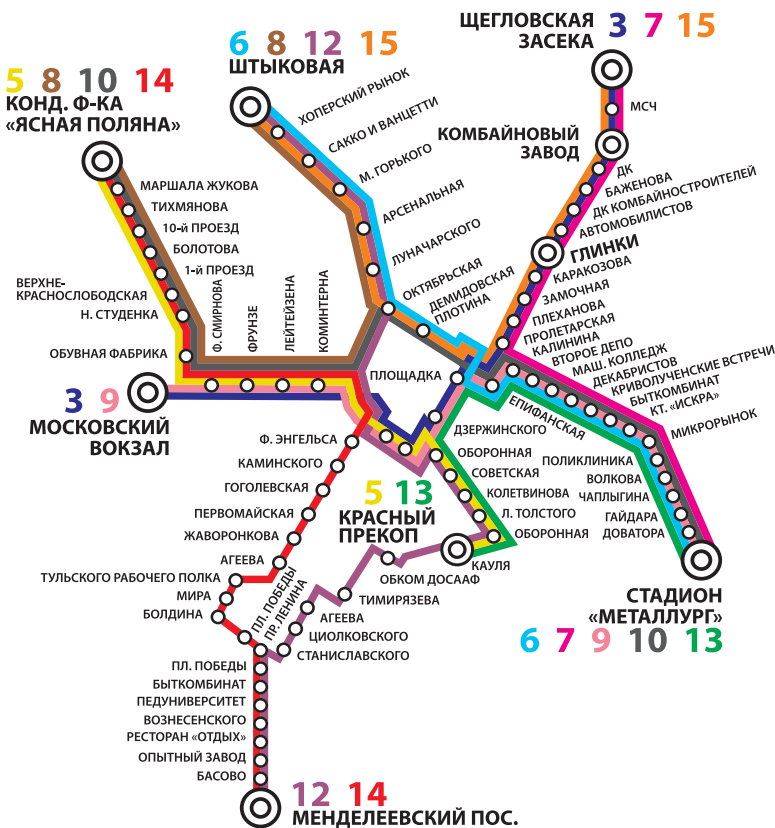 ЩЕГЛОВСКАЯ
ЗАСЕКА
3 7 15
6 8 12 15
ШТЫКОВАЯ
5 8 10 14
КОНД. Ф-КА
«ЯСНАЯ ПОЛЯНА»
ХОПЕРСКИЙ РЫНОК
САККО И ВАНЦЕТТИ
М. ГОРЬКОГО
АРСЕНАЛЬНАЯ
ЛУНАЧАРСКОГО
ОКТЯБРЬСКАЯ
ДЕМИДОВСКАЯ
ПЛОТИНА
МСЧ
КОМБАЙНОВЫЙ
ЗАВОД
ДК
БАЖЕНОВА
ДК КОМБАЙНОСТРОИТЕЛЕЙ
АВТОМОБИЛИСТОВ
ГЛИНКИ
КАРАКОЗОВА
ЗАМОЧНАЯ
ПЛЕХАНОВА
ПРОЛЕТАРСКАЯ
КАЛИНИНА
ВТОРОЕ ДЕПО
МАШ. КОЛЛЕДЖ
ДЕКАБРИСТОВ
КРИВОЛУЧЕНСКИЕ ВСТРЕЧИ
БЫТКОМБИНАТ
КТ. «ИСКРА»
МИКРОРЫНОК
МАРШАЛА ЖУКОВА
ТИХМЯНОВА
10-й ПРОЕЗД
БОЛОТОВА
1-й ПРОЕЗД
ВЕРХНЕ-
КРАСНОСЛОБОДСКАЯ
Н. СТУДЕНКА
ОБУВНАЯ ФАБРИКА
Ф. СМИРНОВА
ФРУНЗЕ
ЛЕЙТЕЙЗЕНА
КОМИНТЕРНА
ПЛОЩАДКА
3 9
МОСКОВСКИЙ
ВОКЗАЛ
ЕПИФАНСКАЯ
ДЗЕРЖИНСКОГО
ОБОРОННАЯ
СОВЕТСКАЯ
КОЛЕТВИНОВА
Л. ТОЛСТОГО
ОБОРОННАЯ
КАУЛЯ
5 13
КРАСНЫЙ
ПРЕКОП
ПОЛИКЛИНИКА
ВОЛКОВА
ЧАПЛЫГИНА
ГАЙДАРА
ДОВАТОРА
СТАДИОН
«МЕТАЛЛУРГ»
6 7 9 10 13
Ф. ЭНГЕЛЬСА
КАМИНСКОГО
ГОГОЛЕВСКАЯ
ПЕРВОМАЙСКАЯ
ЖАВОРОНКОВА
АГЕЕВА
ТУЛЬСКОГО РАБОЧЕГО ПОЛКА
МИРА
БОЛДИНА
ПЛ. ПОБЕДЫ
ПР. ЛЕНИНА
ОБКОМ ДОСААФ
ТИМИРЯЗЕВА
АГЕЕВА
ЦИОЛКОВСКОГО
СТАНИСЛАВСКОГО
ПЛ. ПОБЕДЫ
БЫТКОМБИНАТ
ПЕДУНИВЕРСИТЕТ
ВОЗНЕСЕНСКОГО
РЕСТОРАН «ОТДЫХ»
ОПЫТНЫЙ ЗАВОД
БАСОВО
12 14
МЕНДЕЛЕЕВСКИЙ ПОС.